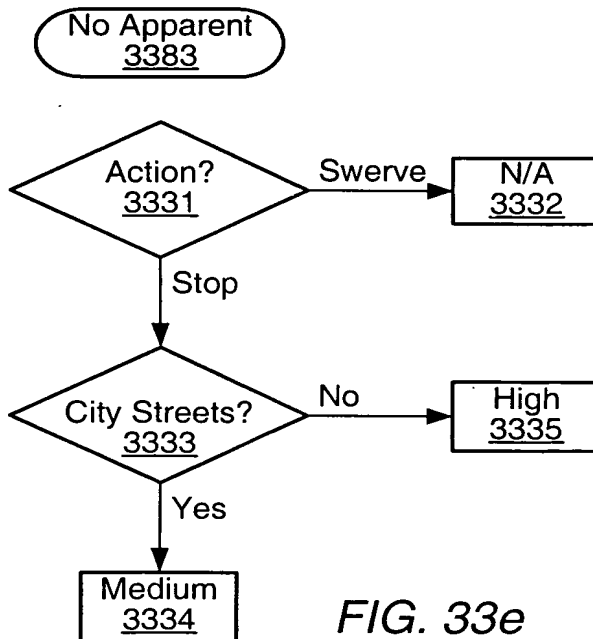 No Apparent
3383
Action?
3331
Swerve
N/A
3332
Stop
City Streets?
3333
No
High
3335
Yes
Medium
3334
FIG. 33e